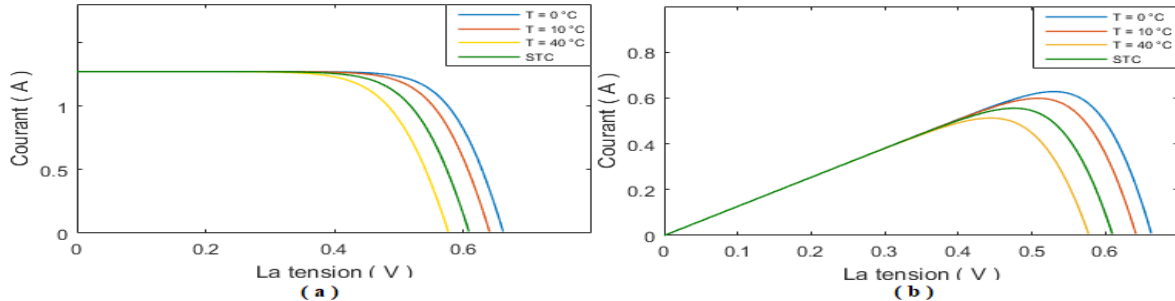 T = 0 °C
T = 10 °C
T = 40 °C
STC
Courant ( A )
1
0.5
0
0
0.2
0.4
0.6
La tension ( V )
( a )
T = 0 °C
T = 10 °C
T = 40 °C
STC
Courant ( A )
0.8
0.6
0.4
0.2
0
0
0.1
0.2
0.3
0.4
0.5
0.6
La tension ( V )
( b )